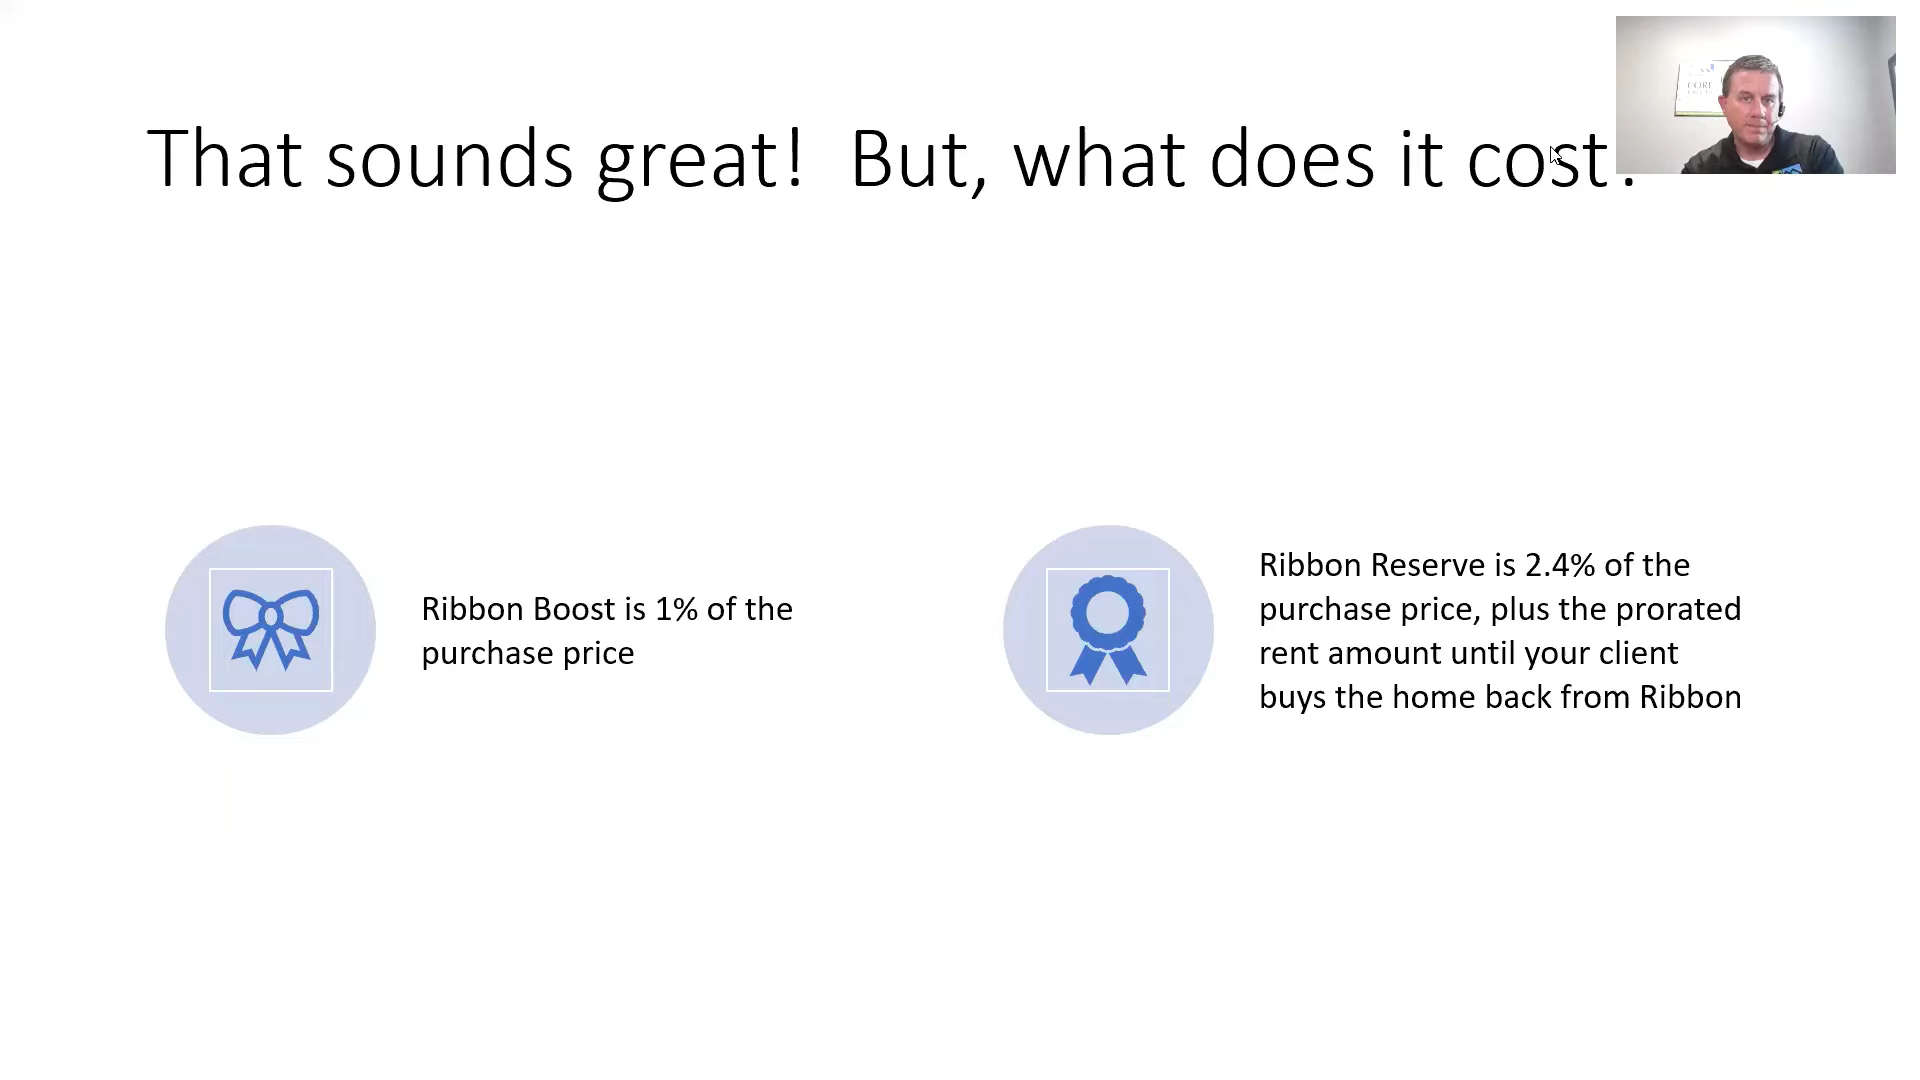 That sounds great!  But, what does it cost?
Ribbon Boost is 1% of the
purchase price
Ribbon Reserve is 2.4% of the
purchase price, plus the prorated
rent amount until your client
buys the home back from Ribbon